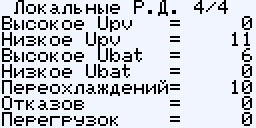 Локальные Р.Д. 4/4
Высокое Upv = 0
Низкое Upv = 11
Высокое Ubat = 6
Низкое Ubat = 0
Переохлаждений= 10
Отказов = 0
Перегрузок = 0